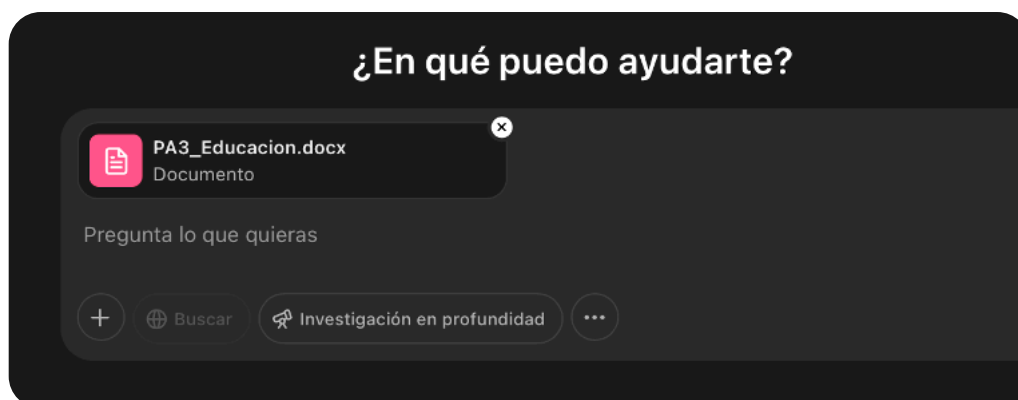 ¿En qué puedo ayudarte?
PA3_Educacion.docx
Documento
Pregunta lo que quieras
Buscar
Investigación en profundidad